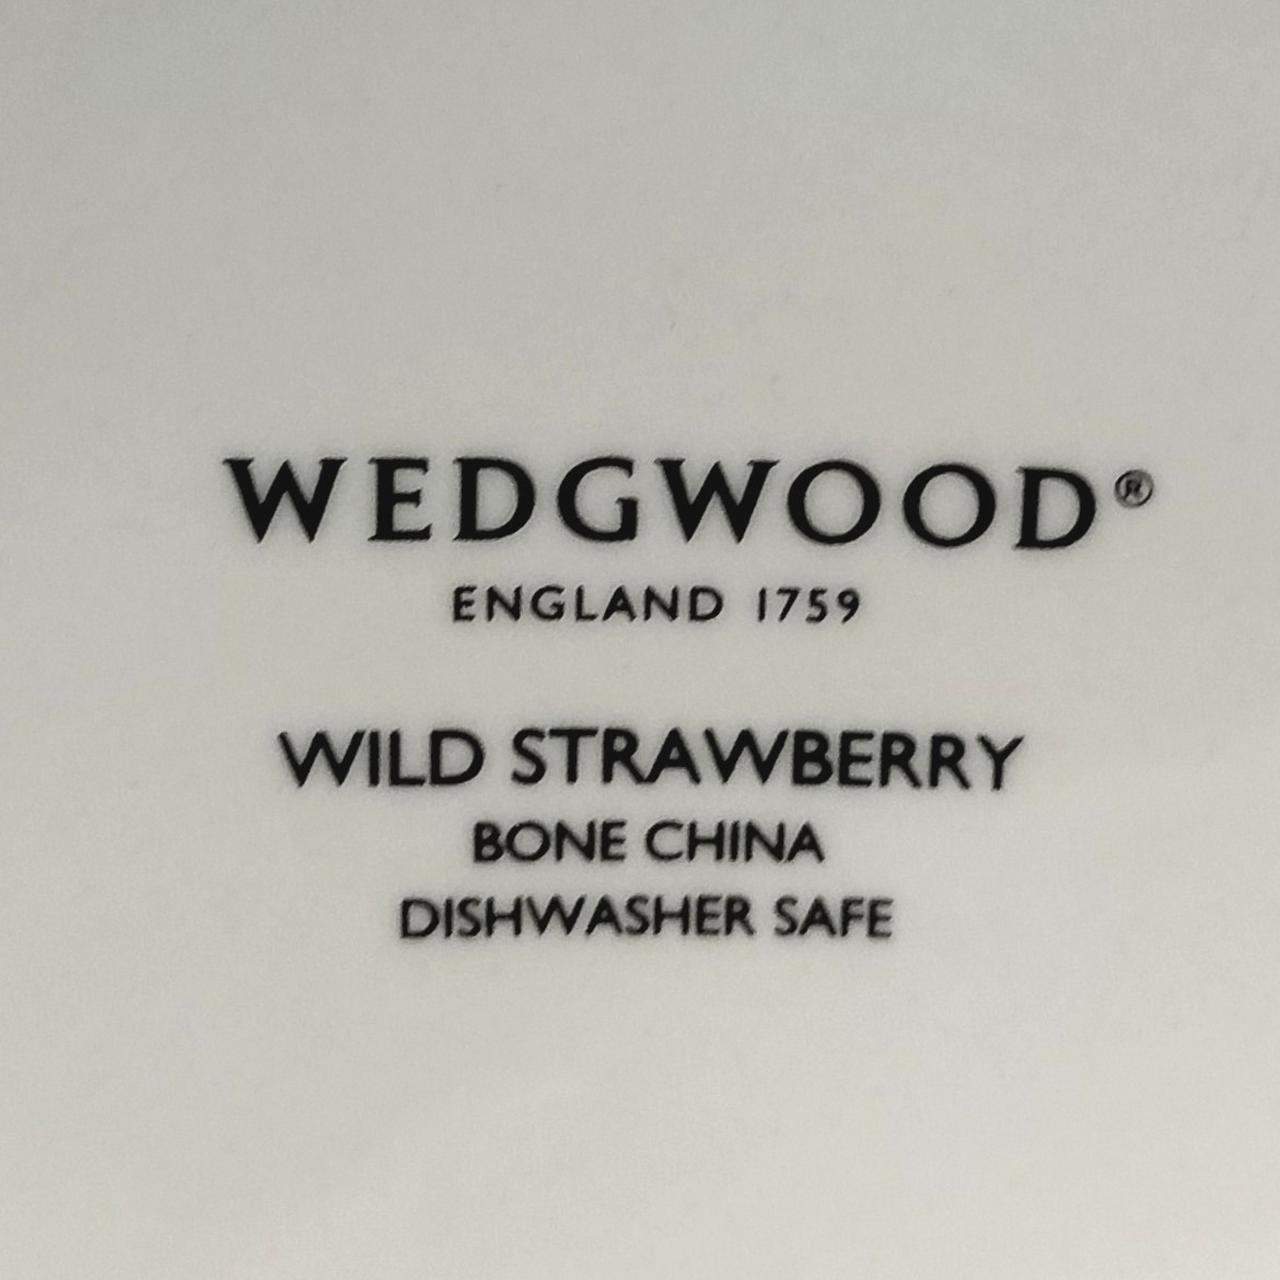 WEDGWOOD®
ENGLAND 1759
WILD STRAWBERRY
BONE CHINA
DISHWASHER SAFE